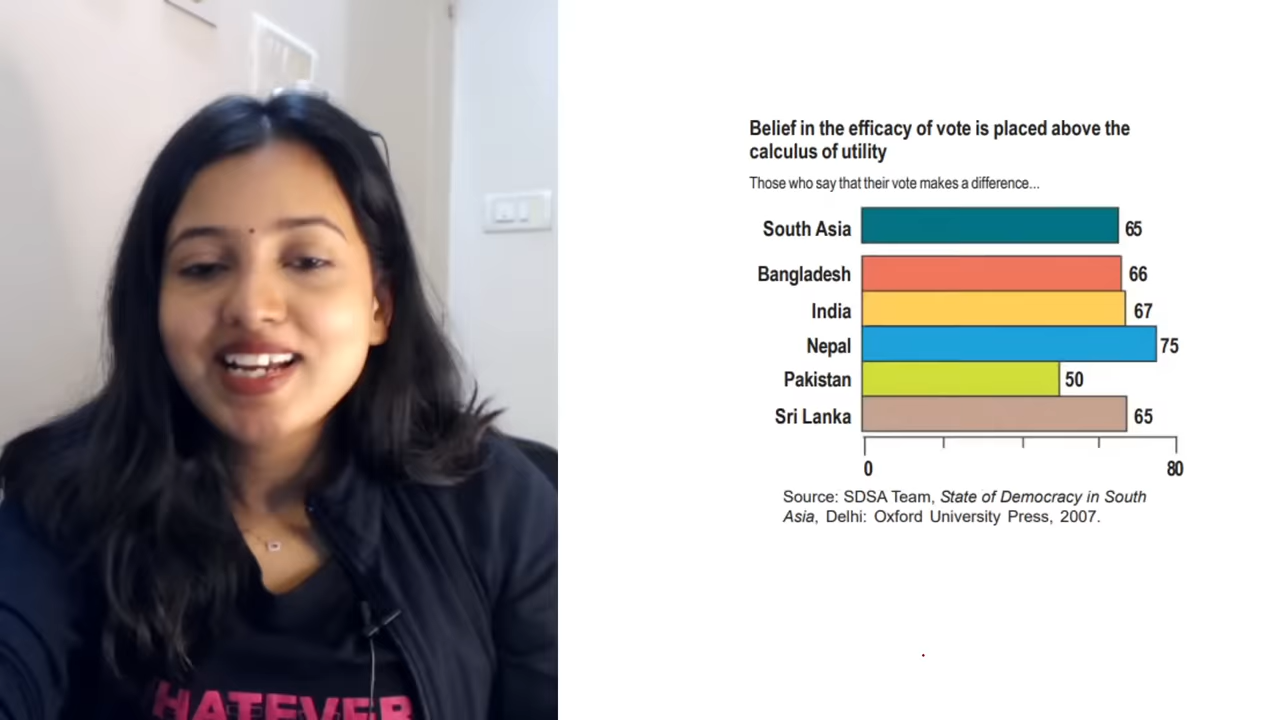 Belief in the efficacy of vote is placed above the
calculus of utility
Those who say that their vote makes a difference...
South Asia 65
Bangladesh 66
India 67
Nepal 75
Pakistan 50
Sri Lanka 65
0 80
Source: SDSA Team, State of Democracy in South
Asia, Delhi: Oxford University Press, 2007.
HATEVER